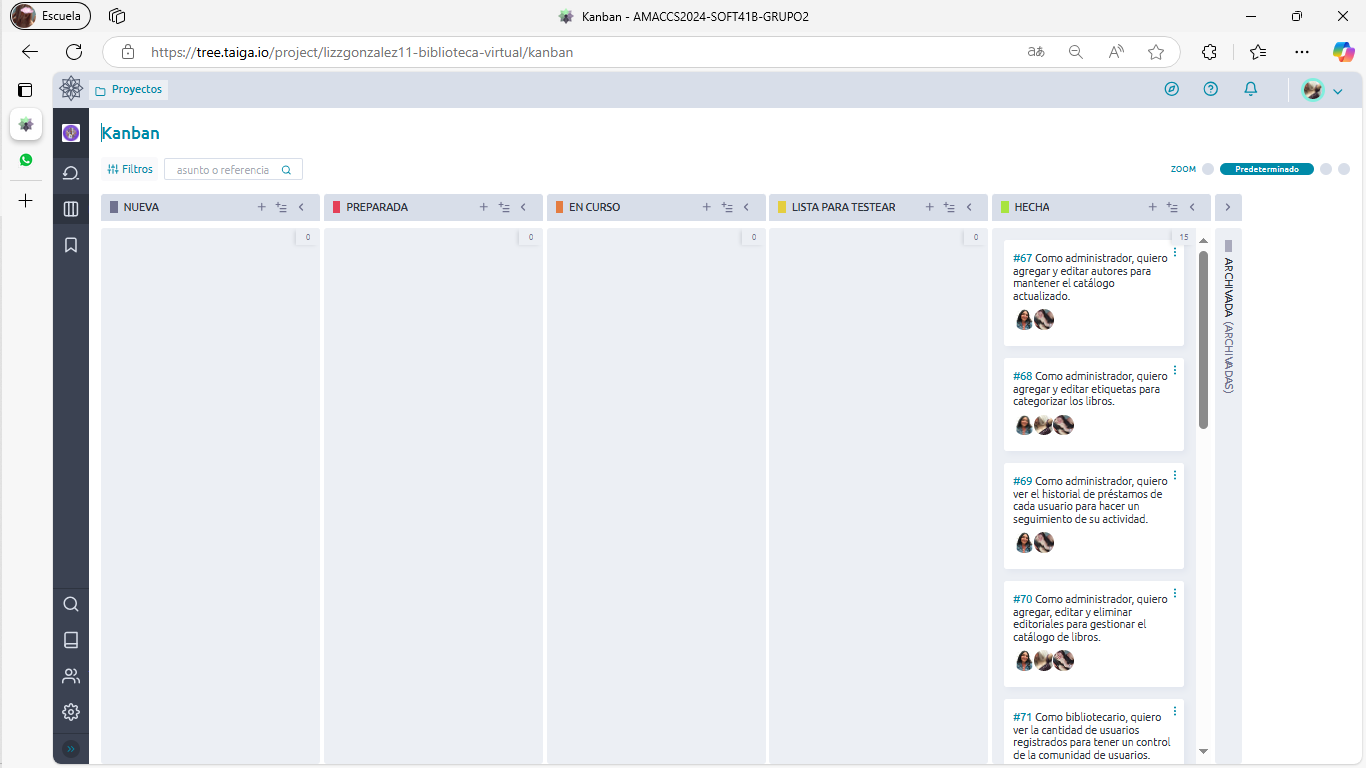 Escuela
Kanban - AMACCS2024-SOFT41B-GRUPO2
https://tree.taiga.io/project/lizzgonzalez11-biblioteca-virtual/kanban
aあ
Proyectos
Kanban
Filtros
asunto o referencia
ZOOM
Predeterminado
NUEVA
PREPARADA
EN CURSO
LISTA PARA TESTEAR
HECHA
0
0
0
0
15
#67 Como administrador, quiero
agregar y editar autores para
mantener el catálogo
actualizado.
#68 Como administrador, quiero
agregar y editar etiquetas para
categorizar los libros.
#69 Como administrador, quiero
ver el historial de préstamos de
cada usuario para hacer un
seguimiento de su actividad.
#70 Como administrador, quiero
agregar, editar y eliminar
editoriales para gestionar el
catálogo de libros.
#71 Como bibliotecario, quiero
ver la cantidad de usuarios
registrados para tener un control
de la comunidad de usuarios.
ARCHIVADA (ARCHIVADAS)